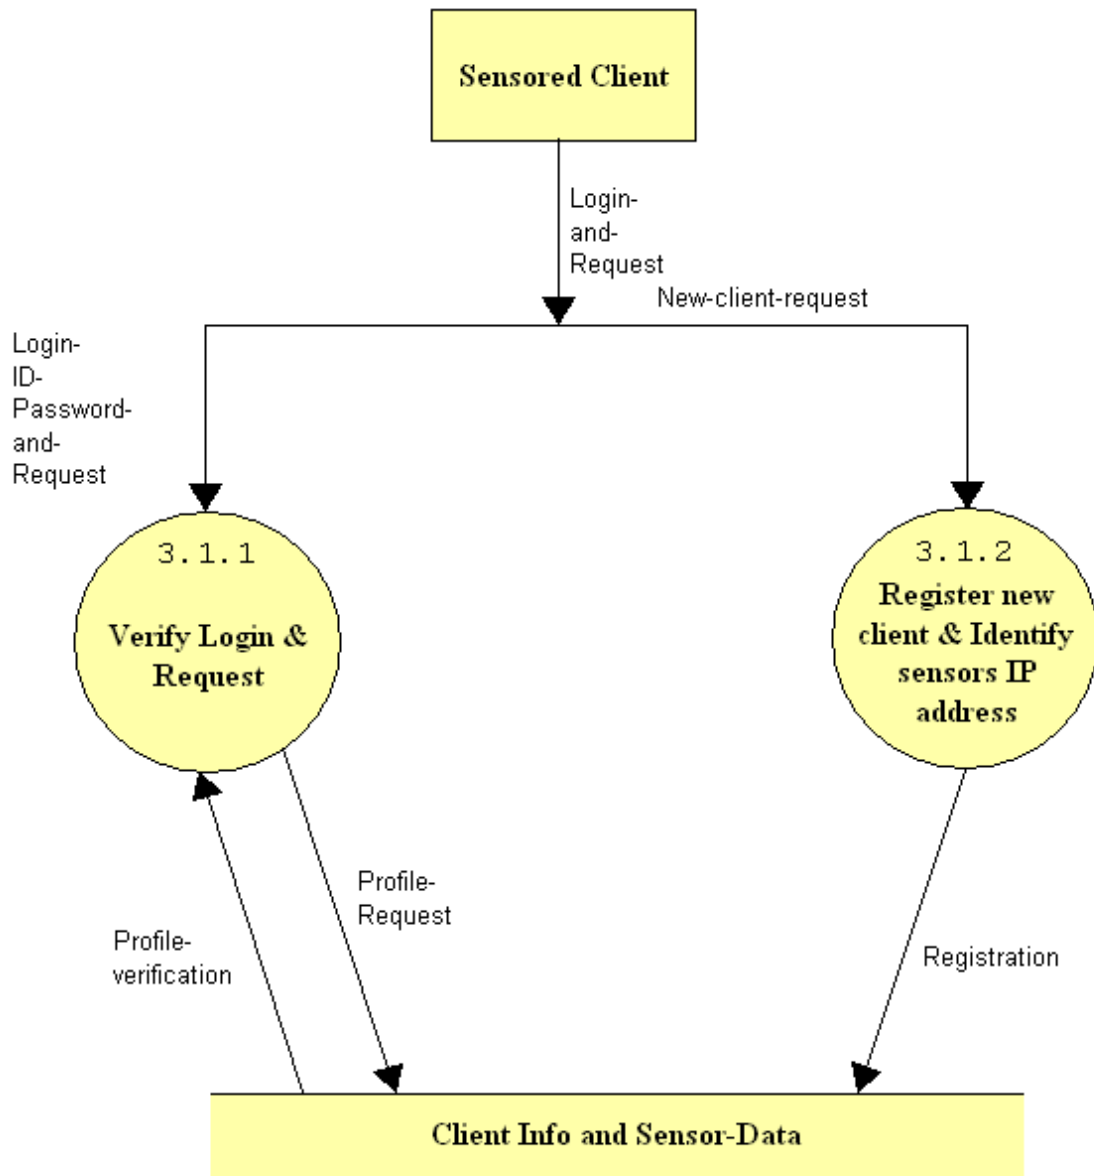 Sensored Client
Login-
and-
Request
New-client-request
Login-
ID-
Password-
and-
Request
3.1.1
Verify Login &
Request
3.1.2
Register new
client & Identify
sensors IP
address
Profile-
Request
Profile-
verification
Registration
Client Info and Sensor-Data